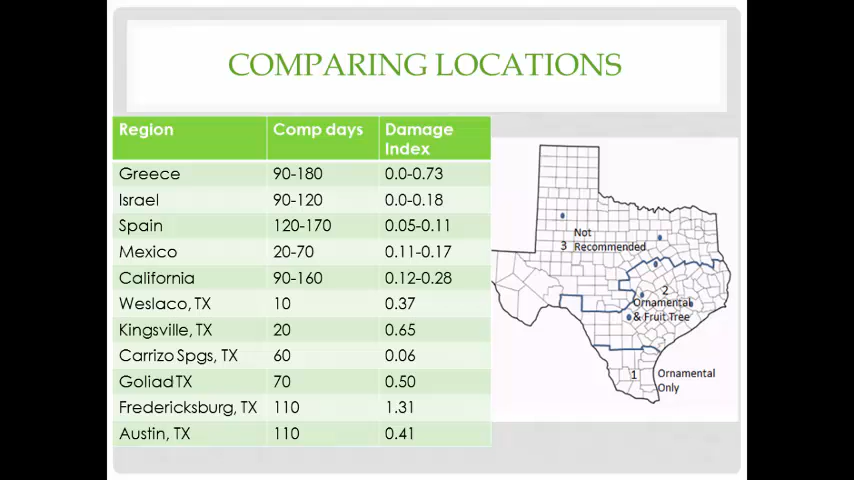 COMPARING LOCATIONS
Region Comp days Damage Index
Greece 90-180 0.0-0.73
Israel 90-120 0.0-0.18
Spain 120-170 0.05-0.11
Mexico 20-70 0.11-0.17
California 90-160 0.12-0.28
Weslaco, TX 10 0.37
Kingsville, TX 20 0.65
Carrizo Spgs, TX 60 0.06
Goliad TX 70 0.50
Fredericksburg, TX 110 1.31
Austin, TX 110 0.41
Not
3 Recommended
2
Ornamental
& Fruit Tree
1 Ornamental
Only